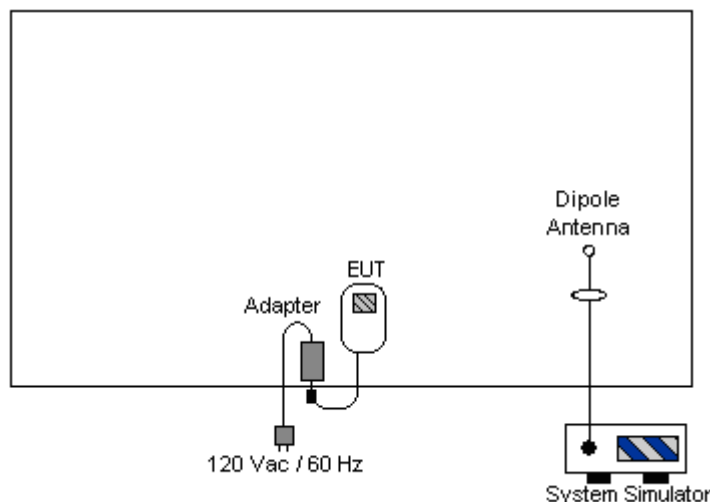 Dipole
Antenna
EUT
Adapter
120 Vac / 60 Hz
System Simulator